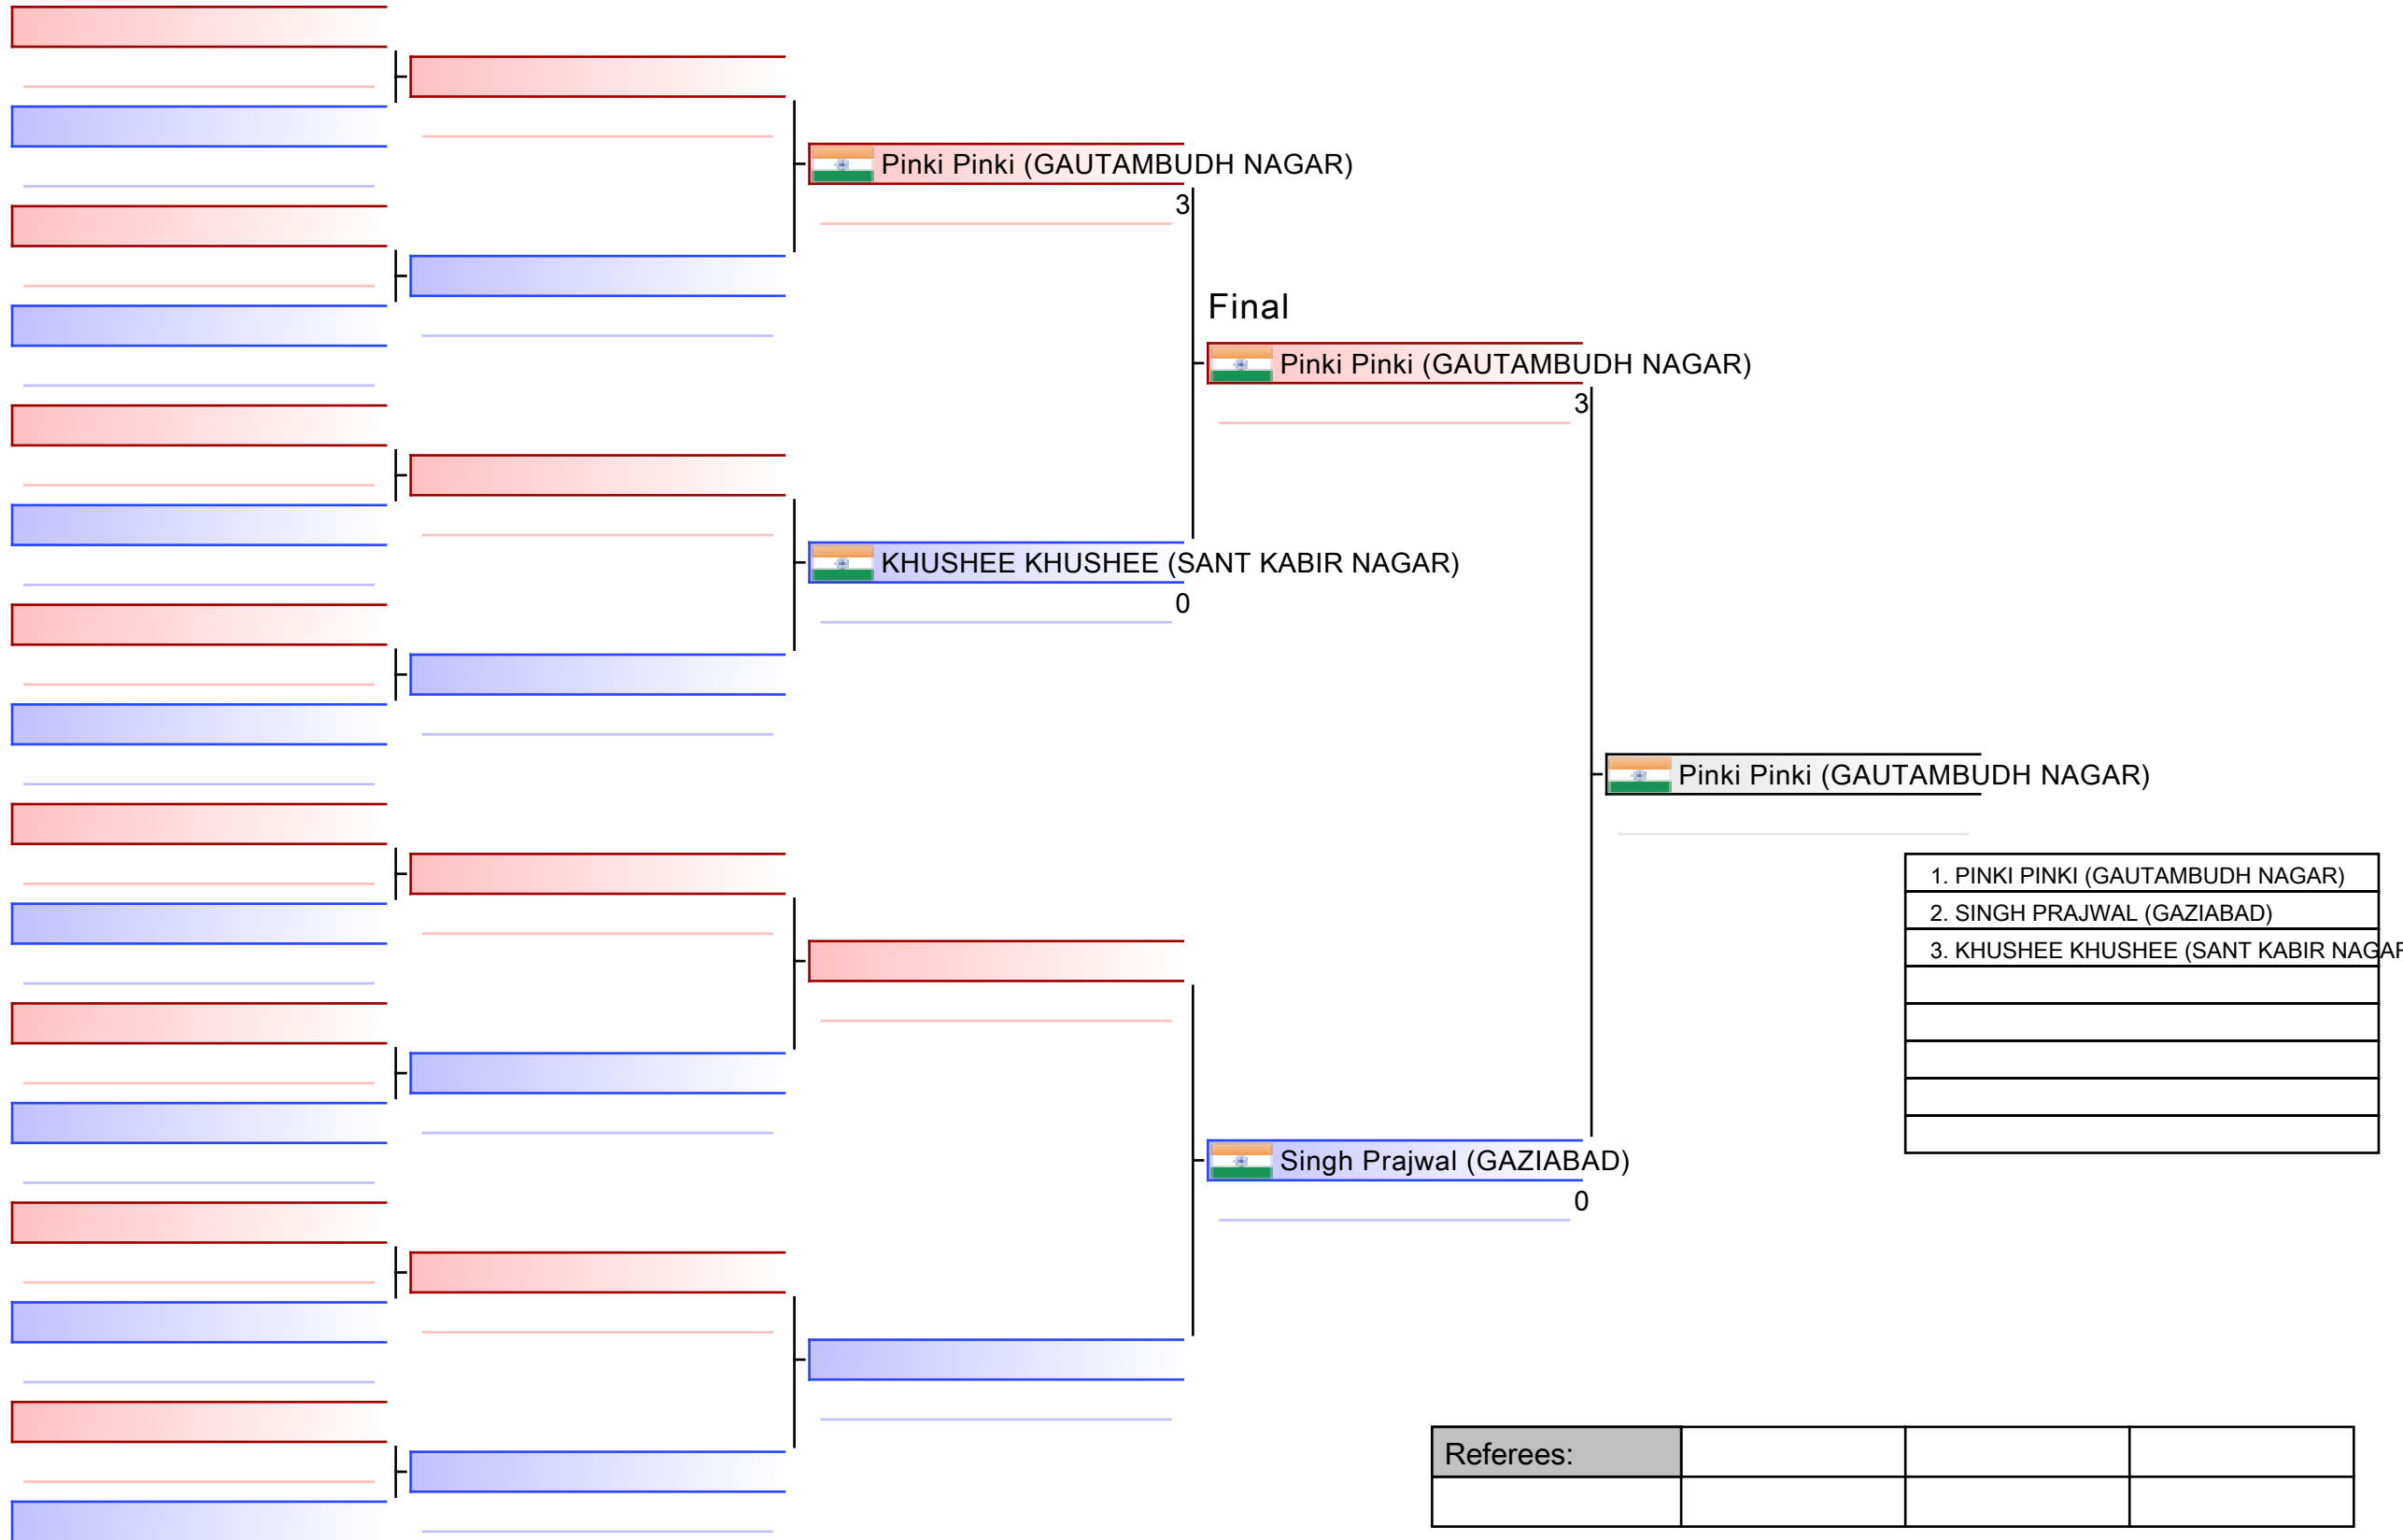 Pinki Pinki (GAUTAMBUDH NAGAR)
3
Final
Pinki Pinki (GAUTAMBUDH NAGAR)
3
KHUSHEE KHUSHEE (SANT KABIR NAGAR)
0
Pinki Pinki (GAUTAMBUDH NAGAR)
1. PINKI PINKI (GAUTAMBUDH NAGAR)
2. SINGH PRAJWAL (GAZIABAD)
3. KHUSHEE KHUSHEE (SANT KABIR NAGAR
Singh Prajwal (GAZIABAD)
0
Referees: